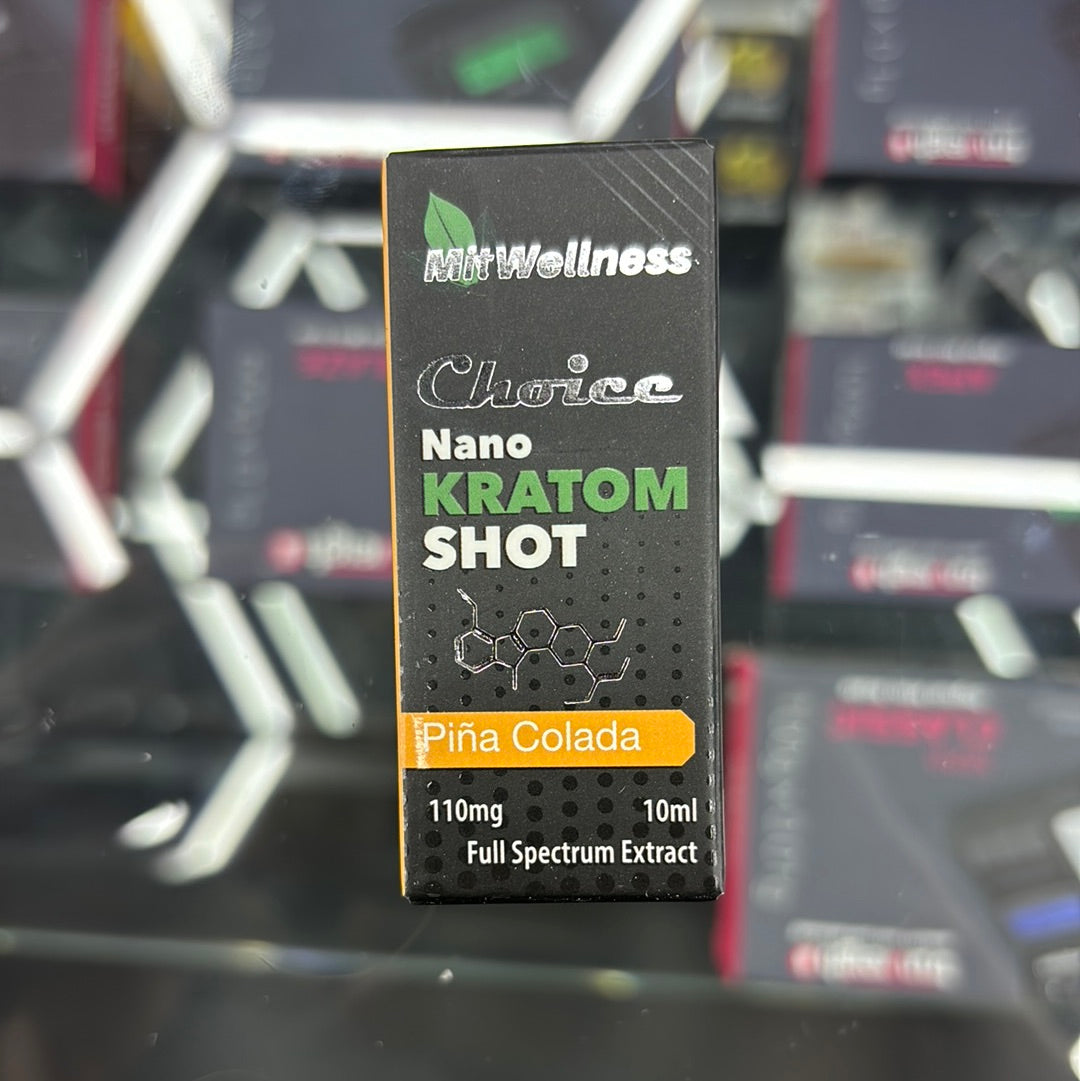 MitWellness
Choice
Nano
KRATOM
SHOT
Piña Colada
110mg 10ml
Full Spectrum Extract